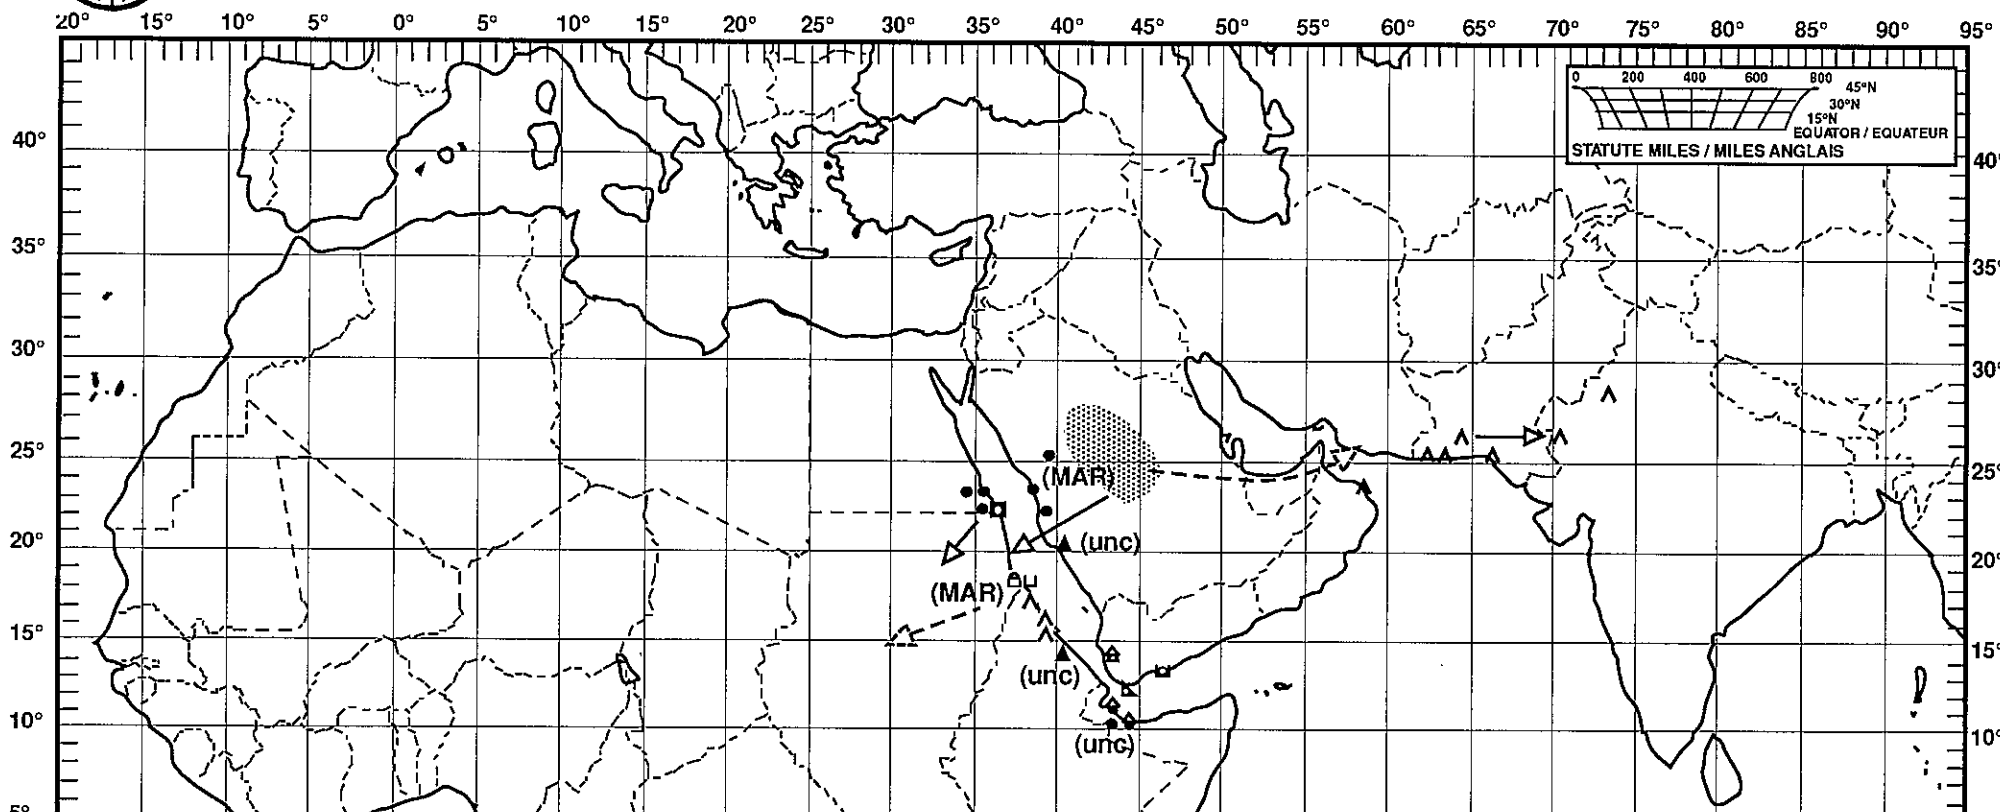 20° 15° 10° 5° 0° 5° 10° 15° 20° 25° 30° 35° 40° 45° 50° 55° 60° 65° 70° 75° 80° 85° 90° 95°
0 200 400 600 800
45°N
30°N
15°N
EQUATOR / EQUATEUR
STATUTE MILES / MILES ANGLAIS
40° 40°
35° 35°
30° 30°
25° 25°
(MAR)
20° (unc) 20°
(MAR)
15° 15°
(unc)
10° 10°
(unc)
5°